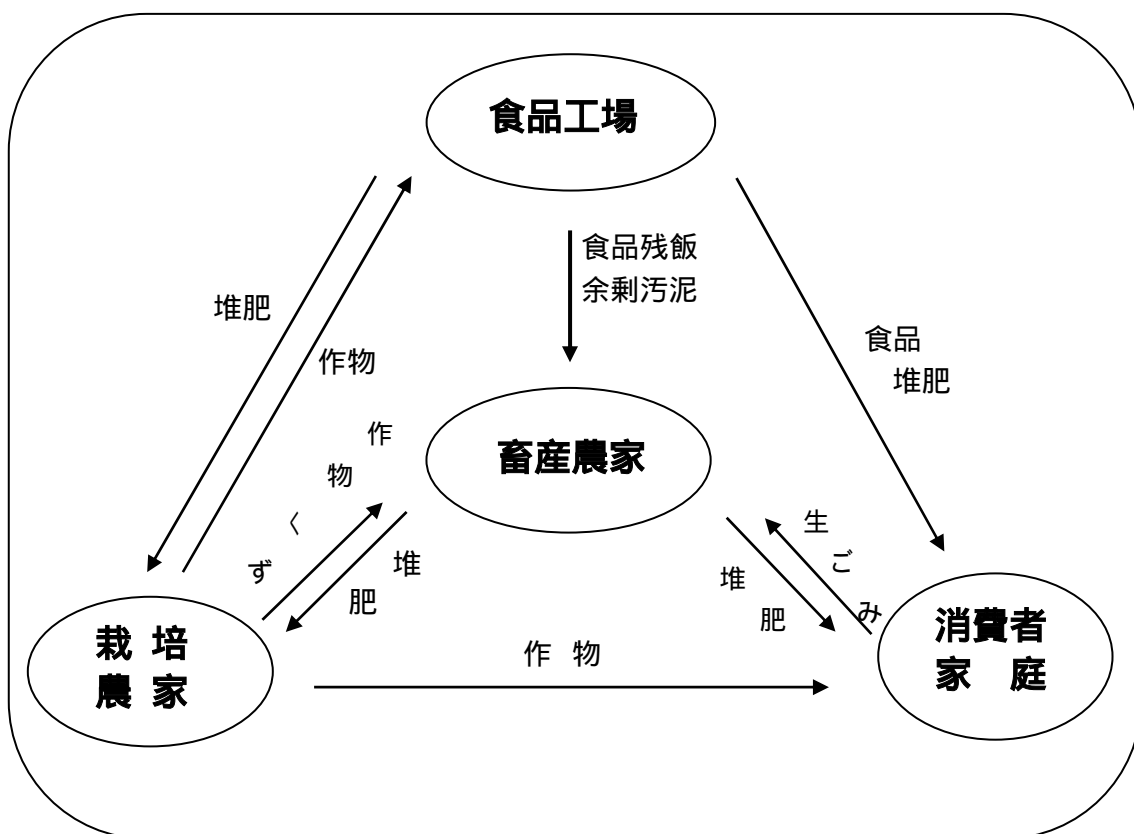 食品工場
食品残飯
余剰汚泥
堆肥
作物
食品
堆肥
畜産農家
作物くず
堆肥
堆肥
生ごみ
栽培
農家
作物
消費者
家庭